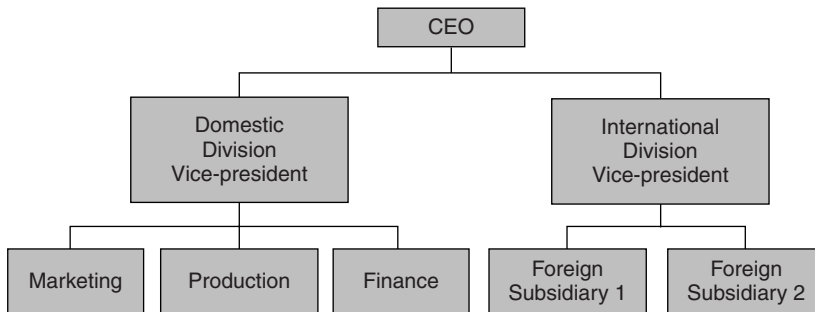 CEO
Domestic
Division
Vice-president
International
Division
Vice-president
Marketing
Production
Finance
Foreign
Subsidiary 1
Foreign
Subsidiary 2